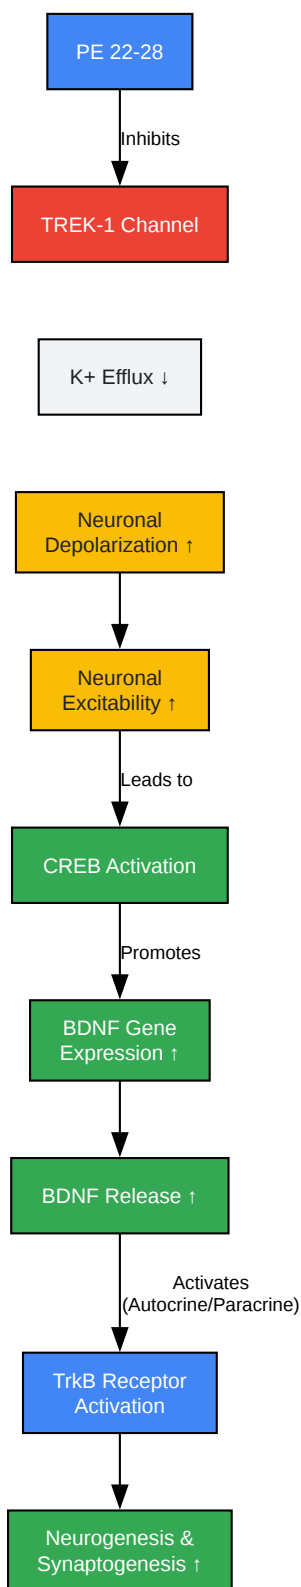 PE 22-28
Inhibits
TREK-1 Channel
K+ Efflux ↓
Neuronal
Depolarization ↑
Neuronal
Excitability ↑
Leads to
CREB Activation
Promotes
BDNF Gene
Expression ↑
BDNF Release ↑
Activates
(Autocrine/Paracrine)
TrkB Receptor
Activation
Neurogenesis &
Synaptogenesis ↑